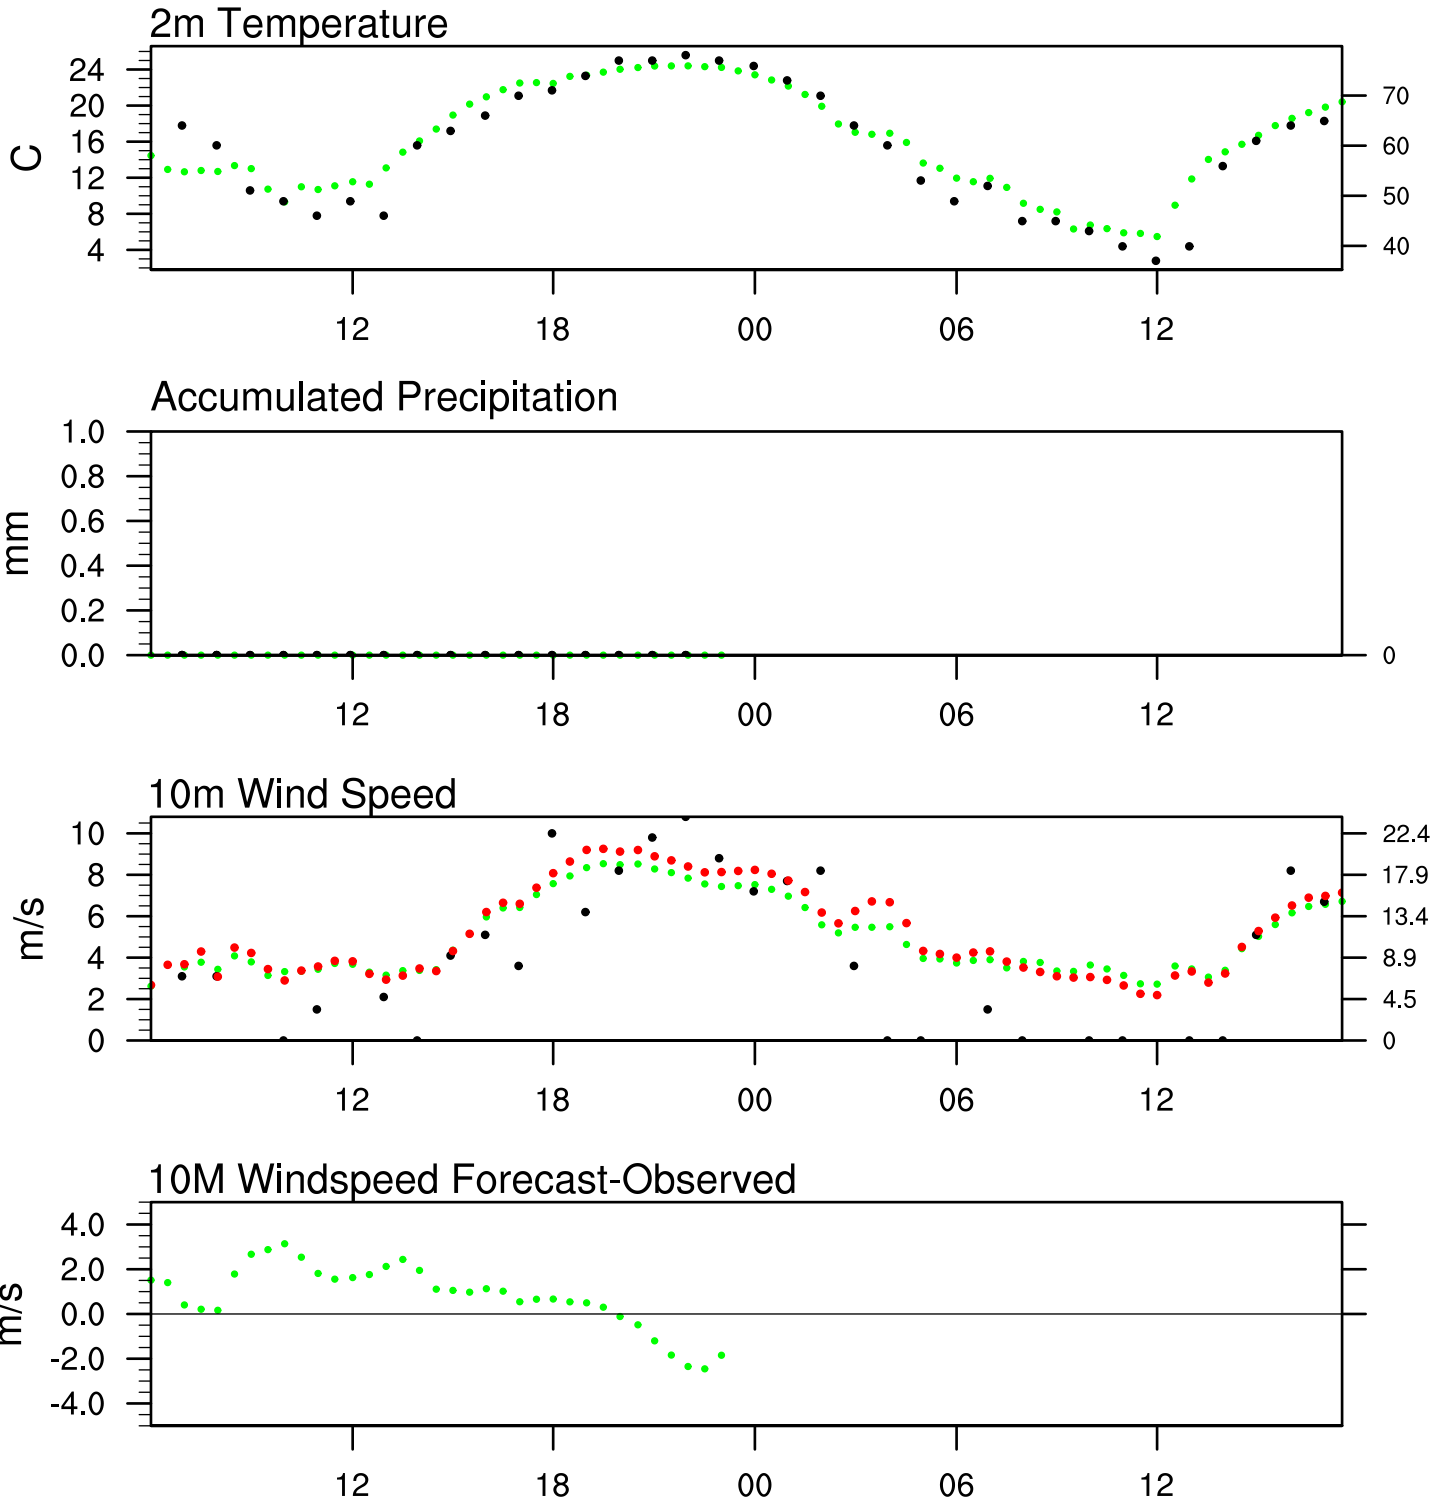 2m Temperature
24
20
16
12
8
4
C
70
60
50
40
12 18 00 06 12
Accumulated Precipitation
1.0
0.8
0.6
0.4
0.2
0.0
mm
0
12 18 00 06 12
10m Wind Speed
10
8
6
4
2
0
m/s
22.4
17.9
13.4
8.9
4.5
0
12 18 00 06 12
10M Windspeed Forecast-Observed
4.0
2.0
0.0
-2.0
-4.0
m/s
12 18 00 06 12